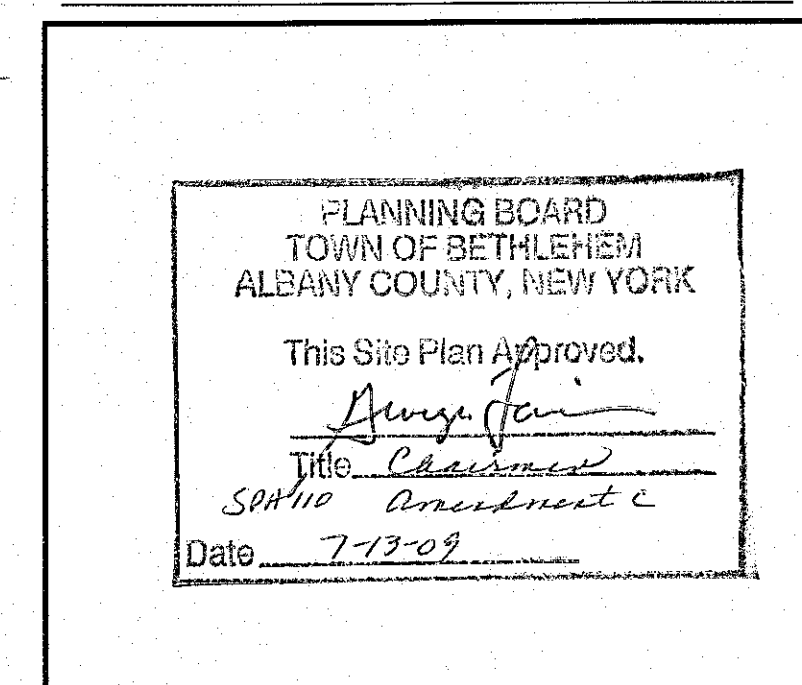 PLANNING BOARD
TOWN OF BETHLEHEM
ALBANY COUNTY, NEW YORK
This Site Plan Approved.
George
Title Chairman
SPA 110 Amendment C
Date 7-13-09